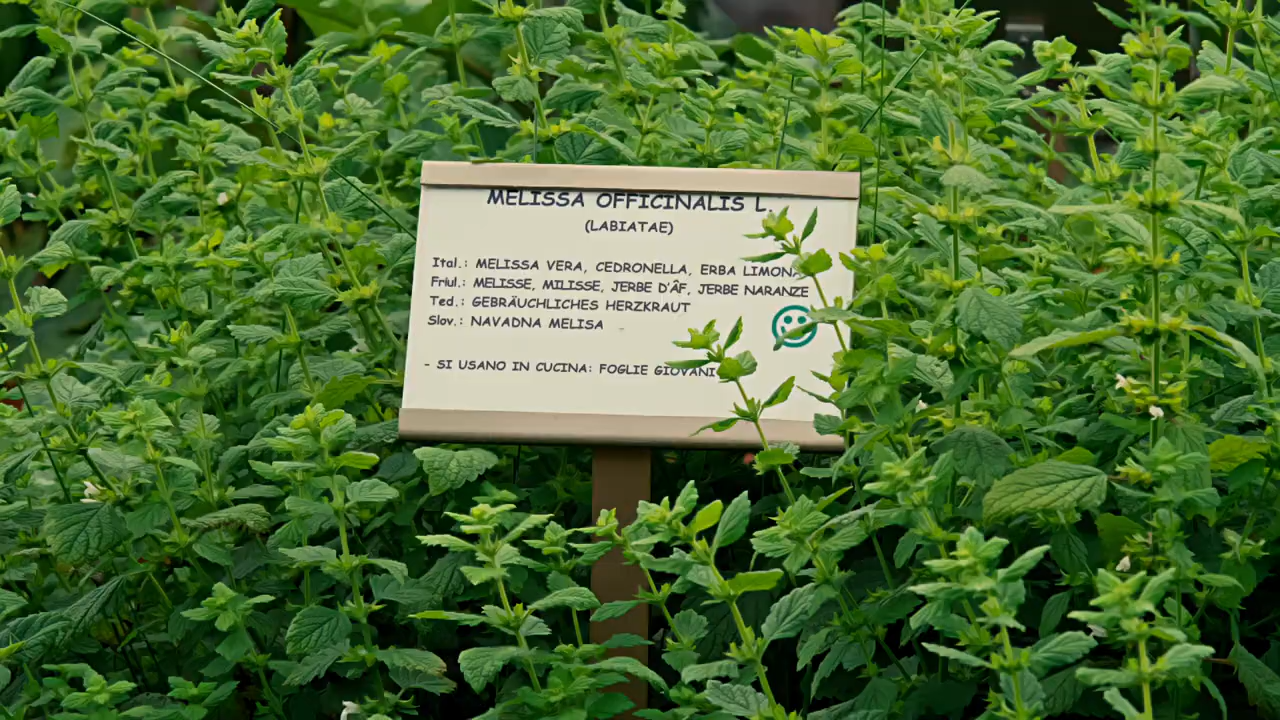 MELISSA OFFICINALIS L.
(LABIATAE)
Ital.: MELISSA VERA, CEDRONELLA, ERBA LIMONA
Friul.: MELISSE, MILISSE, JERBE D'ÂF, JERBE NARANZE
Ted.: GEBRÄUCHLICHES HERZKRAUT
Slov.: NAVADNA MELISA
- SI USANO IN CUCINA: FOGLIE GIOVANI